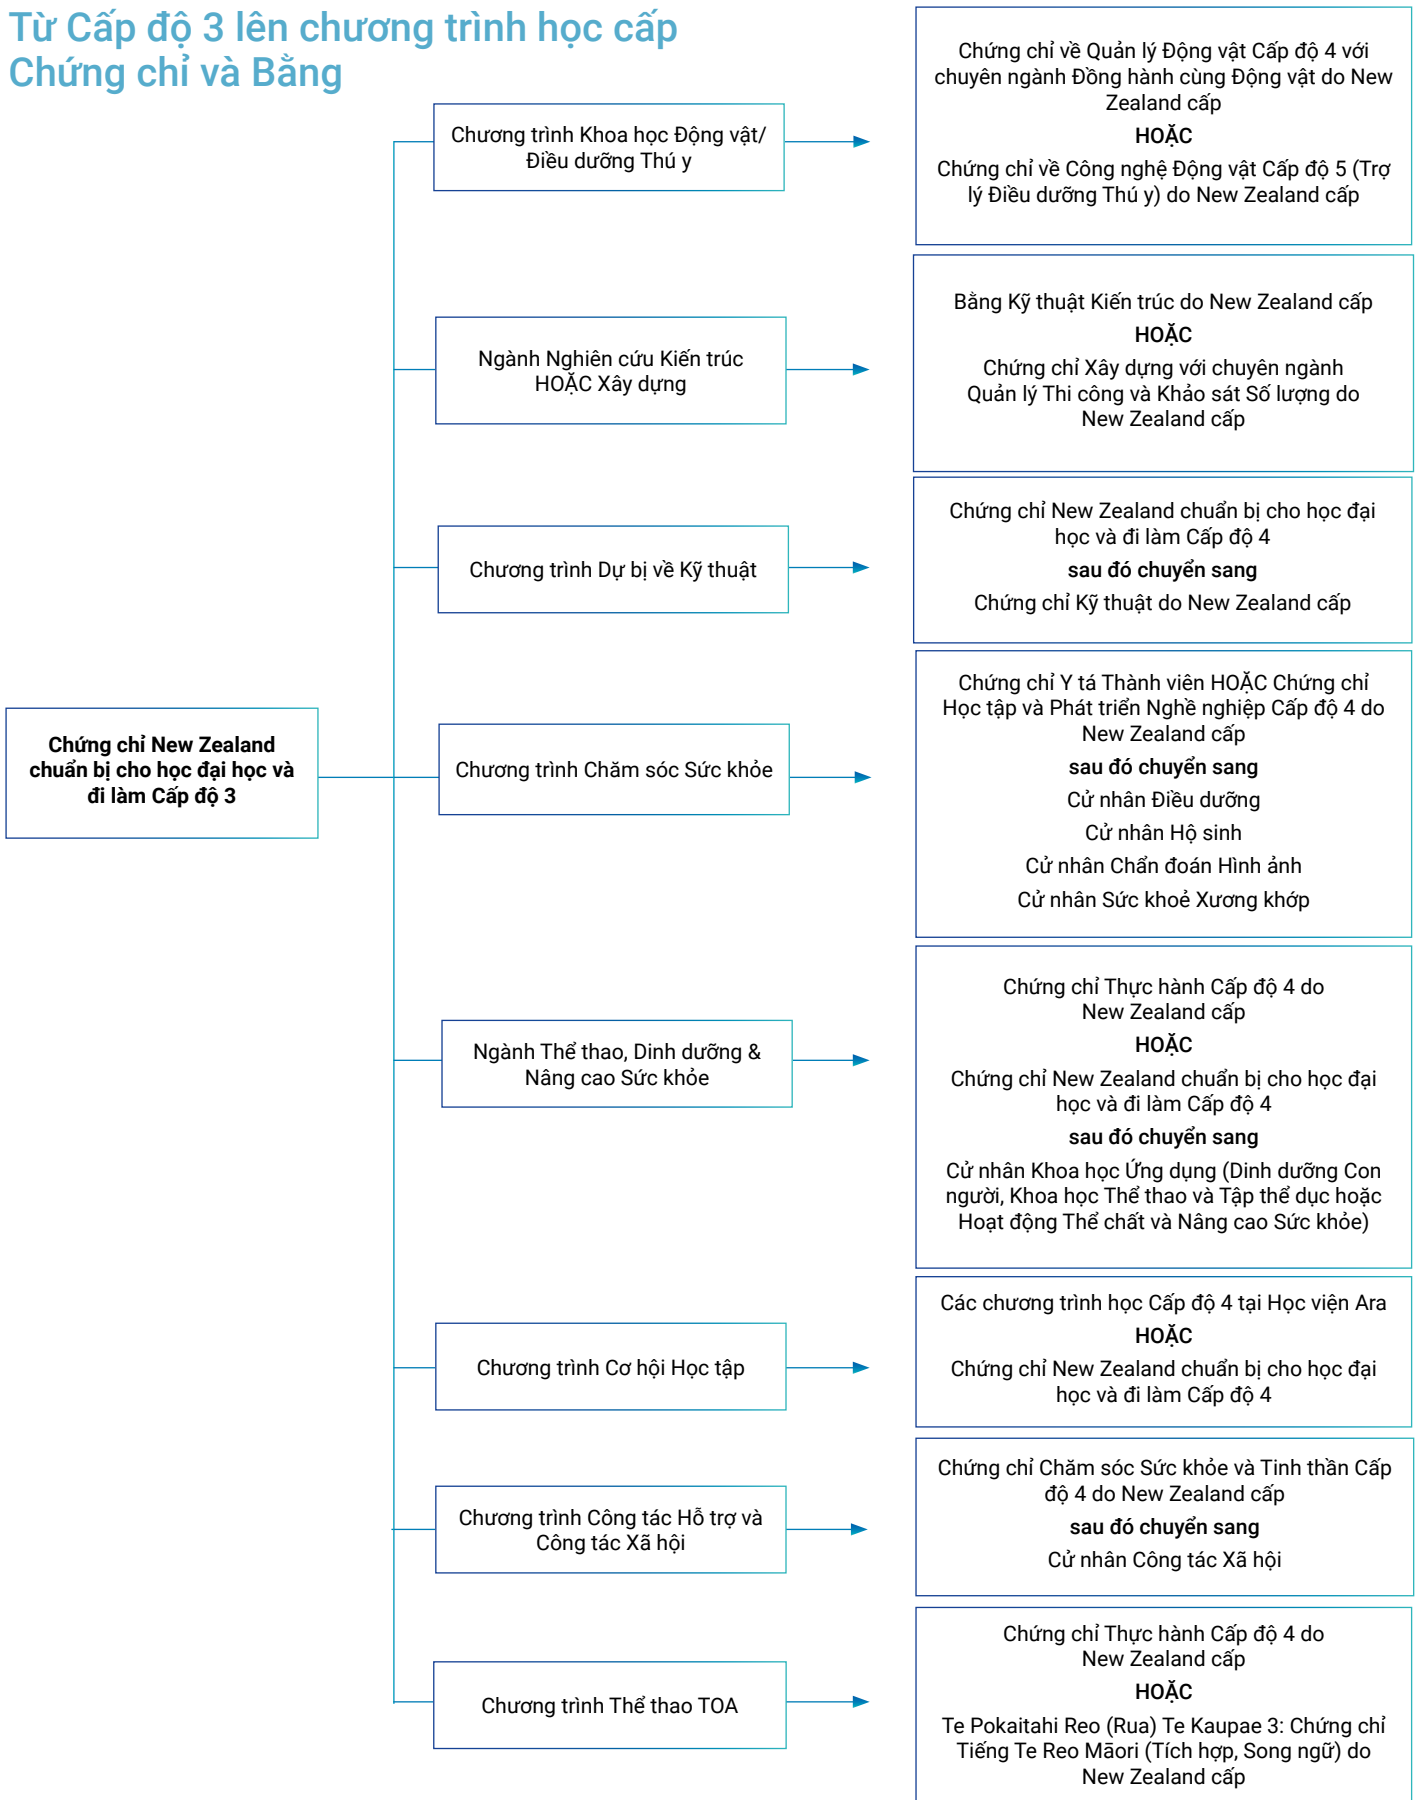 Từ Cấp độ 3 lên chương trình học cấp
Chứng chỉ và Bằng
Chứng chỉ New Zealand
chuẩn bị cho học đại học và
đi làm Cấp độ 3
Chương trình Khoa học Động vật/
Điều dưỡng Thú y
Chứng chỉ về Quản lý Động vật Cấp độ 4 với
chuyên ngành Đồng hành cùng Động vật do New
Zealand cấp
HOẶC
Chứng chỉ về Công nghệ Động vật Cấp độ 5 (Trợ
lý Điều dưỡng Thú y) do New Zealand cấp
Ngành Nghiên cứu Kiến trúc
HOẶC Xây dựng
Bằng Kỹ thuật Kiến trúc do New Zealand cấp
HOẶC
Chứng chỉ Xây dựng với chuyên ngành
Quản lý Thi công và Khảo sát Số lượng do
New Zealand cấp
Chương trình Dự bị về Kỹ thuật
Chứng chỉ New Zealand chuẩn bị cho học đại
học và đi làm Cấp độ 4
sau đó chuyển sang
Chứng chỉ Kỹ thuật do New Zealand cấp
Chương trình Chăm sóc Sức khỏe
Chứng chỉ Y tá Thành viên HOẶC Chứng chỉ
Học tập và Phát triển Nghề nghiệp Cấp độ 4 do
New Zealand cấp
sau đó chuyển sang
Cử nhân Điều dưỡng
Cử nhân Hộ sinh
Cử nhân Chẩn đoán Hình ảnh
Cử nhân Sức khoẻ Xương khớp
Ngành Thể thao, Dinh dưỡng &
Nâng cao Sức khỏe
Chứng chỉ Thực hành Cấp độ 4 do
New Zealand cấp
HOẶC
Chứng chỉ New Zealand chuẩn bị cho học đại
học và đi làm Cấp độ 4
sau đó chuyển sang
Cử nhân Khoa học Ứng dụng (Dinh dưỡng Con
người, Khoa học Thể thao và Tập thể dục hoặc
Hoạt động Thể chất và Nâng cao Sức khỏe)
Chương trình Cơ hội Học tập
Các chương trình học Cấp độ 4 tại Học viện Ara
HOẶC
Chứng chỉ New Zealand chuẩn bị cho học đại
học và đi làm Cấp độ 4
Chương trình Công tác Hỗ trợ và
Công tác Xã hội
Chứng chỉ Chăm sóc Sức khỏe và Tinh thần Cấp
độ 4 do New Zealand cấp
sau đó chuyển sang
Cử nhân Công tác Xã hội
Chương trình Thể thao TOA
Chứng chỉ Thực hành Cấp độ 4 do
New Zealand cấp
HOẶC
Te Pokaitahi Reo (Rua) Te Kaupae 3: Chứng chỉ
Tiếng Te Reo Māori (Tích hợp, Song ngữ) do
New Zealand cấp